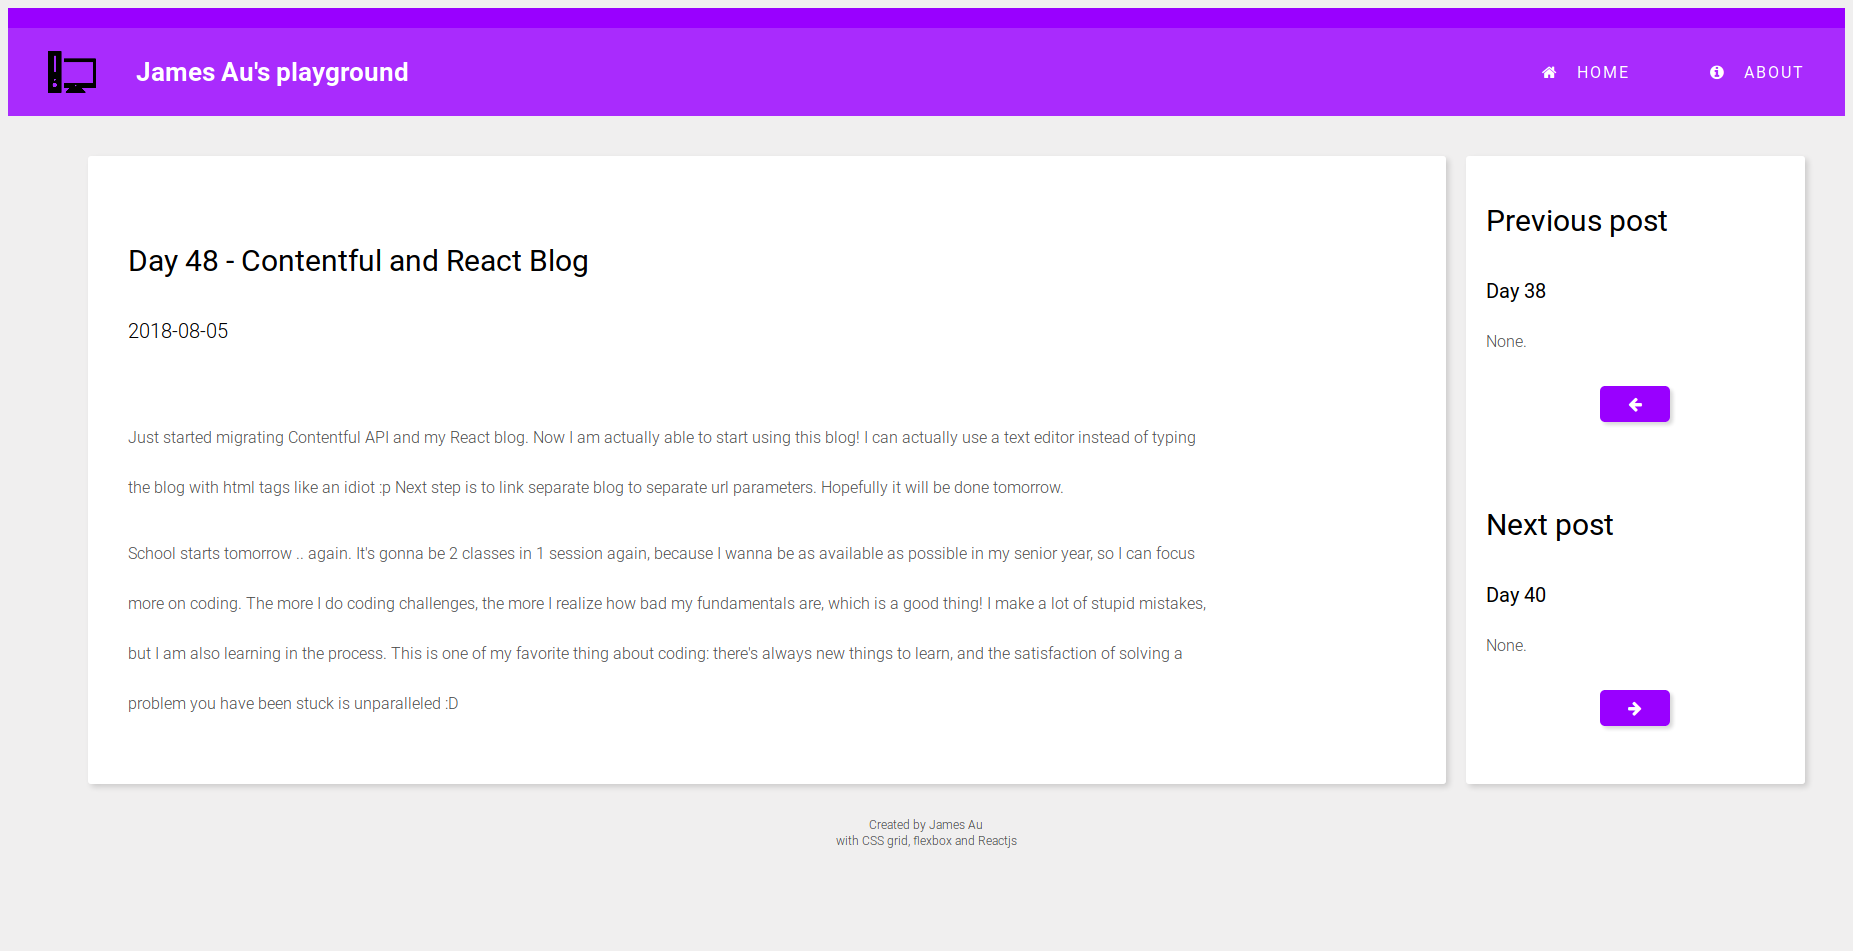 James Au's playground
HOME
ABOUT
Day 48 - Contentful and React Blog
2018-08-05
Just started migrating Contentful API and my React blog. Now I am actually able to start using this blog! I can actually use a text editor instead of typing
the blog with html tags like an idiot :p Next step is to link separate blog to separate url parameters. Hopefully it will be done tomorrow.
School starts tomorrow .. again. It's gonna be 2 classes in 1 session again, because I wanna be as available as possible in my senior year, so I can focus
more on coding. The more I do coding challenges, the more I realize how bad my fundamentals are, which is a good thing! I make a lot of stupid mistakes,
but I am also learning in the process. This is one of my favorite thing about coding: there's always new things to learn, and the satisfaction of solving a
problem you have been stuck is unparalleled :D
Previous post
Day 38
None.
Next post
Day 40
None.
Created by James Au
with CSS grid, flexbox and Reactjs